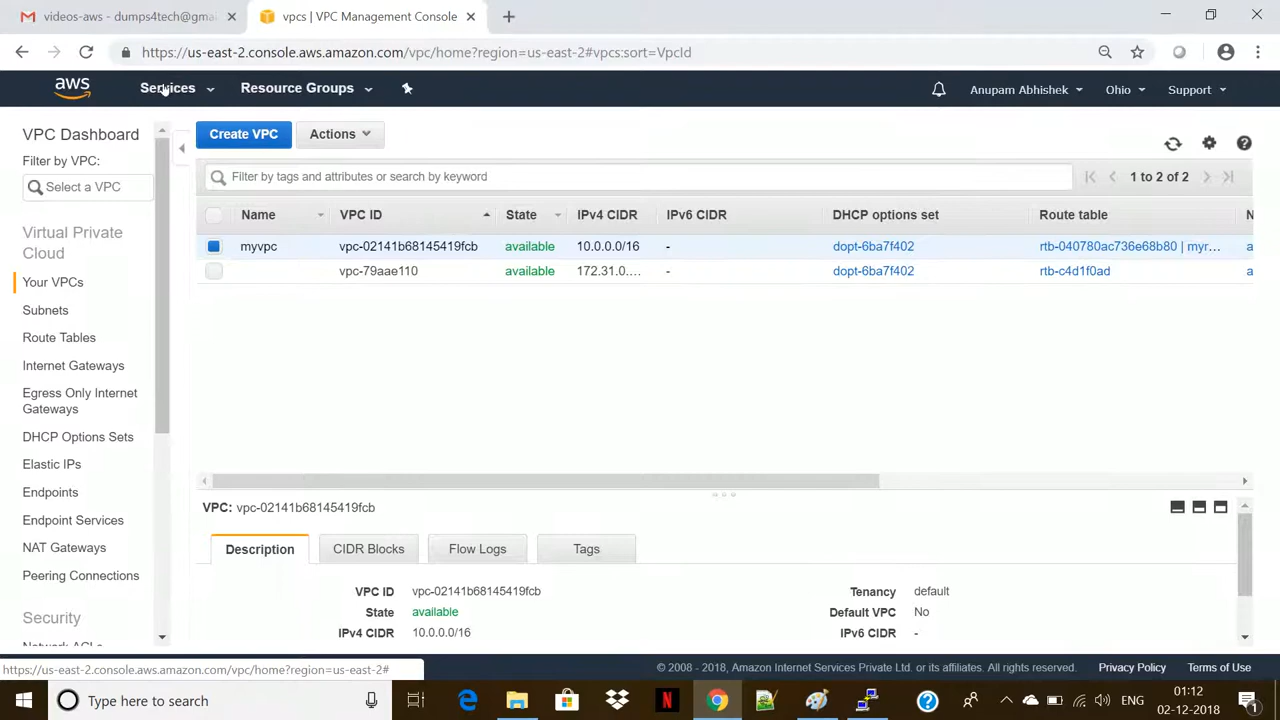 videos-aws - dumps4tech@gmai
vpcs | VPC Management Console
https://us-east-2.console.aws.amazon.com/vpc/home?region=us-east-2#vpcs:sort=VpcId
aws
Services
Resource Groups
Anupam Abhishek
Ohio
Support
VPC Dashboard
Filter by VPC:
Select a VPC
Virtual Private
Cloud
Your VPCs
Subnets
Route Tables
Internet Gateways
Egress Only Internet
Gateways
DHCP Options Sets
Elastic IPs
Endpoints
Endpoint Services
NAT Gateways
Peering Connections
Security
Network ACLs
Create VPC
Actions
Filter by tags and attributes or search by keyword
1 to 2 of 2
Name VPC ID State IPv4 CIDR IPv6 CIDR DHCP options set Route table N
myvpc vpc-02141b68145419fcb available 10.0.0.0/16 - dopt-6ba7f402 rtb-040780ac736e68b80 | myr... a
vpc-79aae110 available 172.31.0.... - dopt-6ba7f402 rtb-c4d1f0ad a
VPC: vpc-02141b68145419fcb
Description
CIDR Blocks
Flow Logs
Tags
VPC ID vpc-02141b68145419fcb Tenancy default
State available Default VPC No
IPv4 CIDR 10.0.0.0/16 IPv6 CIDR -
https://us-east-2.console.aws.amazon.com/vpc/home?region=us-east-2#
© 2008 - 2018, Amazon Internet Services Private Ltd. or its affiliates. All rights reserved.
Privacy Policy
Terms of Use
Type here to search
ENG
01:12
02-12-2018
1